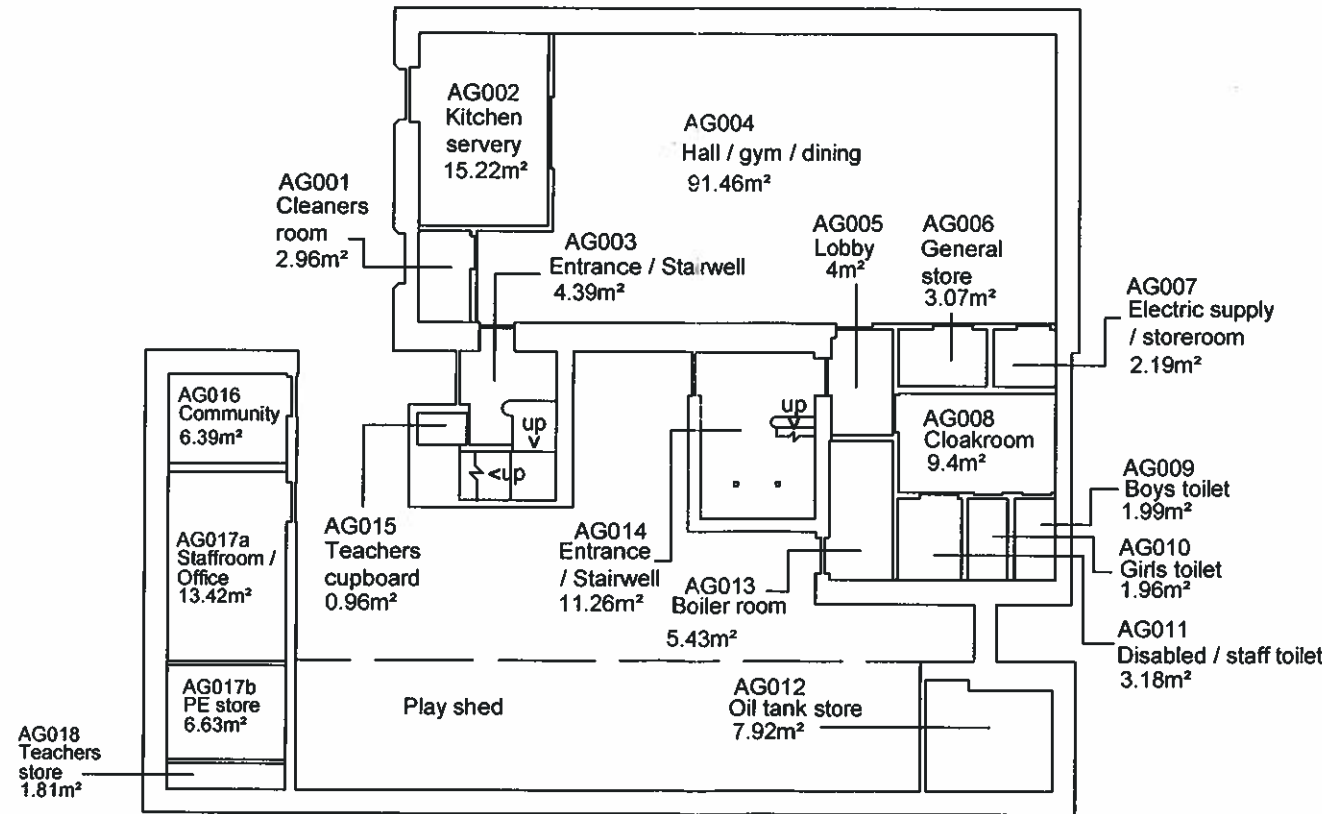 AG002
Kitchen
servery
15.22m²
AG004
Hall / gym / dining
91.46m²
AG001
Cleaners
room
2.96m²
AG003
Entrance / Stairwell
4.39m²
AG005
Lobby
4m²
AG006
General
store
3.07m²
AG007
Electric supply
/ storeroom
2.19m²
AG016
Community
6.39m²
up
<up
up
AG008
Cloakroom
9.4m²
AG009
Boys toilet
1.99m²
AG015
Teachers
cupboard
0.96m²
AG014
Entrance
/ Stairwell
11.26m²
AG017a
Staffroom /
Office
13.42m²
AG010
Girls toilet
1.96m²
AG013
Boiler room
5.43m²
AG011
Disabled / staff toilet
3.18m²
AG017b
PE store
6.63m²
Play shed
AG012
Oil tank store
7.92m²
AG018
Teachers
store
1.81m²